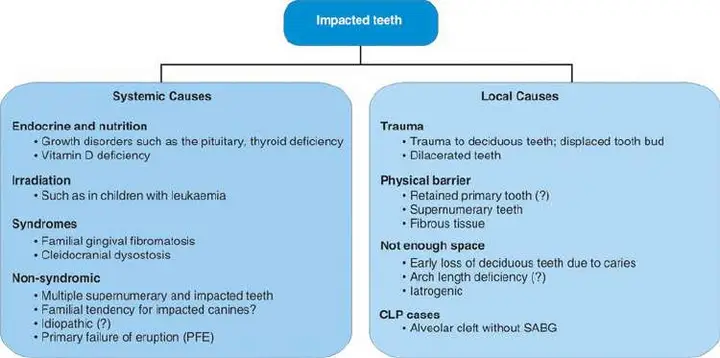 Impacted teeth
Systemic Causes
Endocrine and nutrition
• Growth disorders such as the pituitary, thyroid deficiency
• Vitamin D deficiency
Irradiation
• Such as in children with leukaemia
Syndromes
• Familial gingival fibromatosis
• Cleidocranial dysostosis
Non-syndromic
• Multiple supernumerary and impacted teeth
• Familial tendency for impacted canines?
• Idiopathic (?)
• Primary failure of eruption (PFE)
Local Causes
Trauma
• Trauma to deciduous teeth; displaced tooth bud
• Dilacerated teeth
Physical barrier
• Retained primary tooth (?)
• Supernumerary teeth
• Fibrous tissue
Not enough space
• Early loss of deciduous teeth due to caries
• Arch length deficiency (?)
• Iatrogenic
CLP cases
• Alveolar cleft without SABG